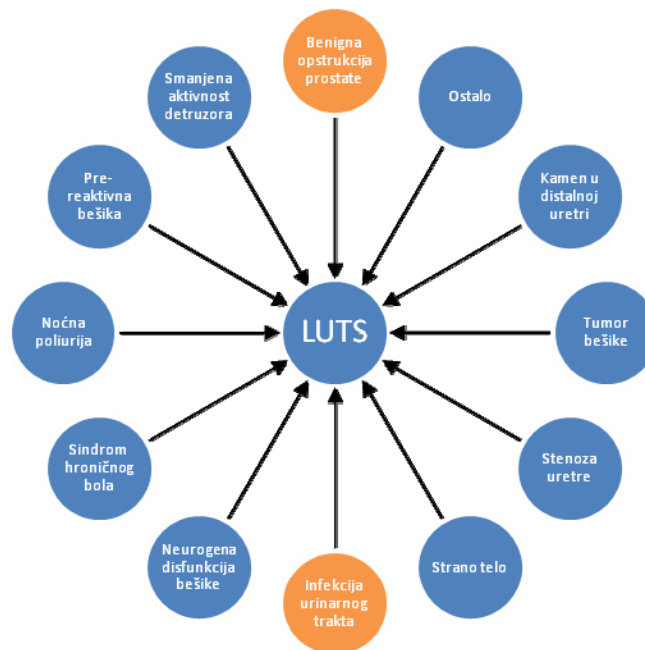 Benigna
opstrukcija
prostate
Ostalo
Kamen u
distalnoj
uretri
Tumor
bešike
Stenoza
uretre
Strano telo
Infekcija
urinarnog
trakta
Neurogena
disfunkcija
bešike
Sindrom
hroničnog
bola
Noćna
poliurija
Pre-
reaktivna
bešika
Smanjena
aktivnost
detruzora
LUTS